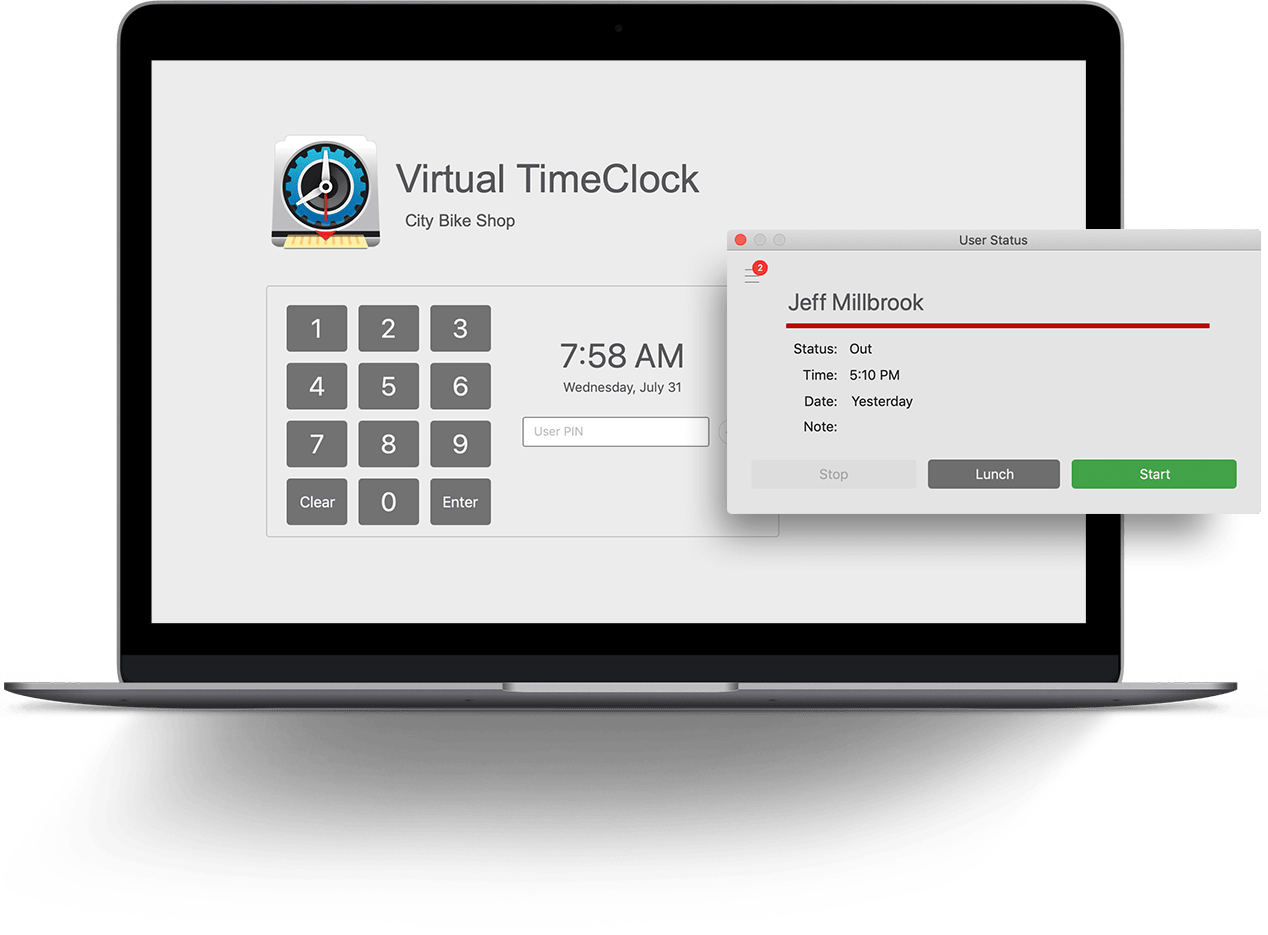 Virtual TimeClock
City Bike Shop
1 2 3
4 5 6
7 8 9
Clear 0 Enter
7:58 AM
Wednesday, July 31
User PIN
User Status
2
Jeff Millbrook
Status: Out
Time: 5:10 PM
Date: Yesterday
Note:
Stop Lunch Start